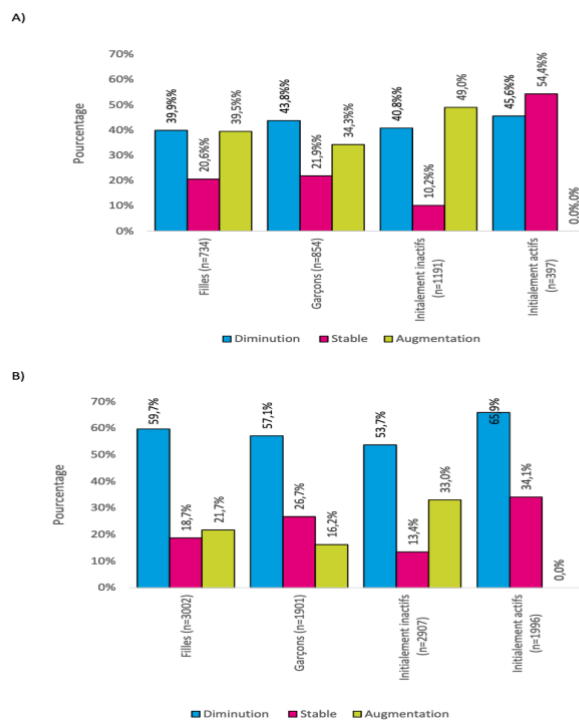 A)
Pourcentage
70%
60%
50%
40%
30%
20%
10%
0%
39,9%%
20,6%%
39,5%
43,8%%
21,9%%
34,3%
40,8%
10,2%%
49,0%
45,6%%
54,4%%
0,0%,0%
Filles (n=734)
Garçons (n=854)
Initalement inactifs
(n=1191)
Initialement actifs
(n=397)
Diminution Stable Augmentation
B)
Pourcentage
70%
60%
50%
40%
30%
20%
10%
0%
59,7%
18,7%
21,7%
57,1%
26,7%
16,2%
53,7%
13,4%
33,0%
65,9%
34,1%
0,0%
Filles (n=3002)
Garçons (n=1901)
Initialement inactifs
(n=2907)
Initialement actifs
(n=1996)
Diminution Stable Augmentation